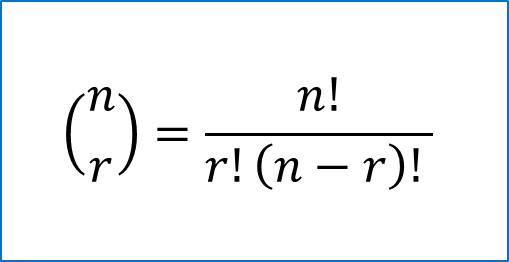 (n r) = n! / r! (n − r)!